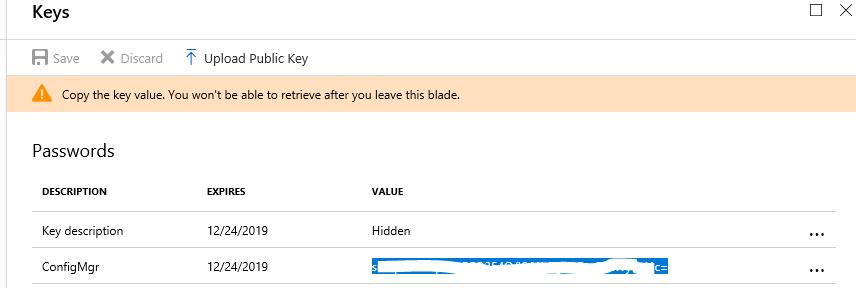 Keys
Save Discard Upload Public Key
Copy the key value. You won't be able to retrieve after you leave this blade.
Passwords
DESCRIPTION EXPIRES VALUE
Key description 12/24/2019 Hidden ...
ConfigMgr 12/24/2019 ...